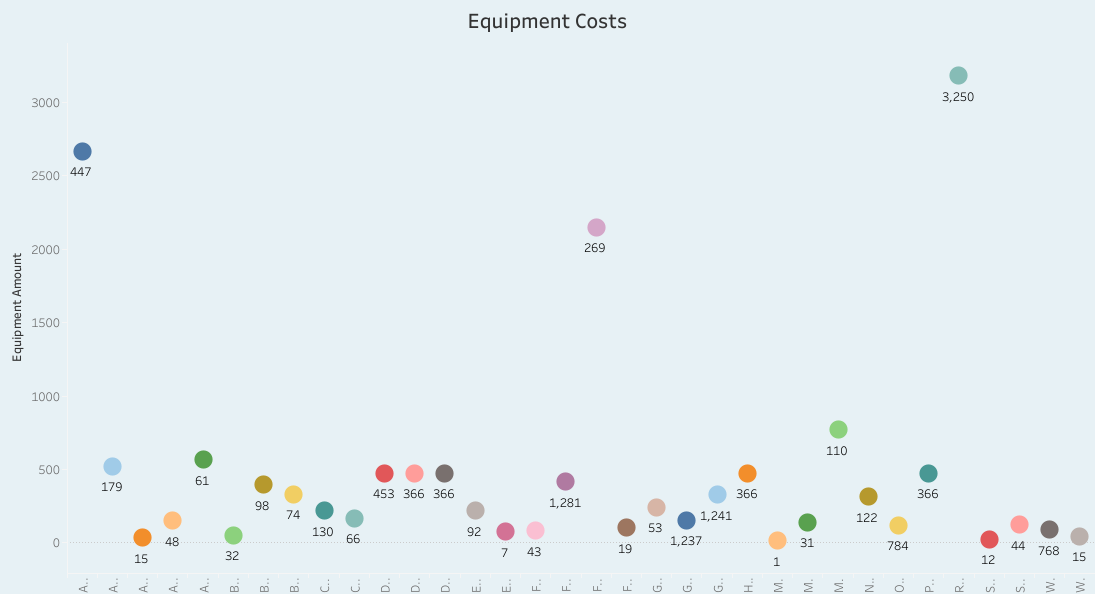 Equipment Costs
Equipment Amount
3000
2500
2000
1500
1000
500
0
447
179
15
48
61
32
98
74
130
66
453
366
366
92
7
43
1,281
269
19
53
1,237
1,241
366
1
31
110
122
784
366
3,250
12
44
768
15
A..
A..
A..
A..
A..
B..
B..
B..
C..
C..
D..
D..
D..
E..
E..
F..
F..
F..
F..
G..
G..
G..
H..
M.
M.
M.
N..
O..
P..
R..
S..
S..
W.
W.